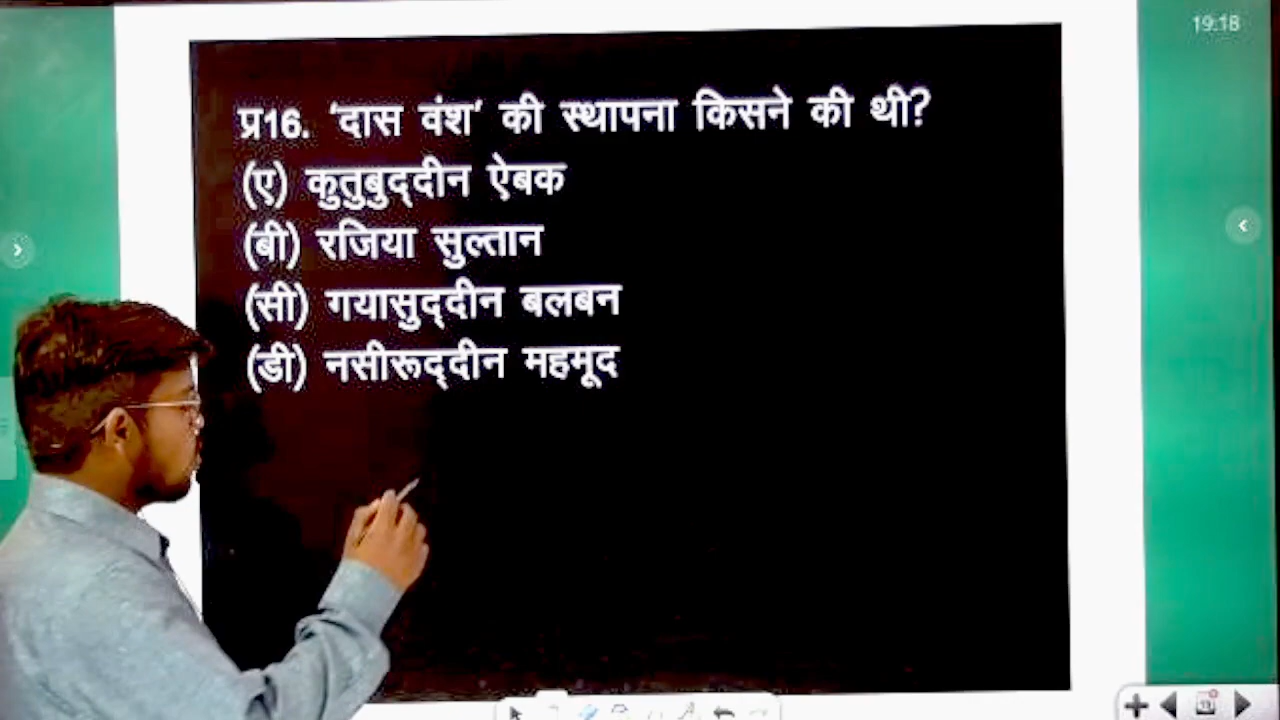 19:18
प्र16. ‘दास वंश’ की स्थापना किसने की थी?
(ए) कुतुबुद्दीन ऐबक
(बी) रजिया सुल्तान
(सी) गयासुद्दीन बलबन
(डी) नसीरूद्दीन महमूद